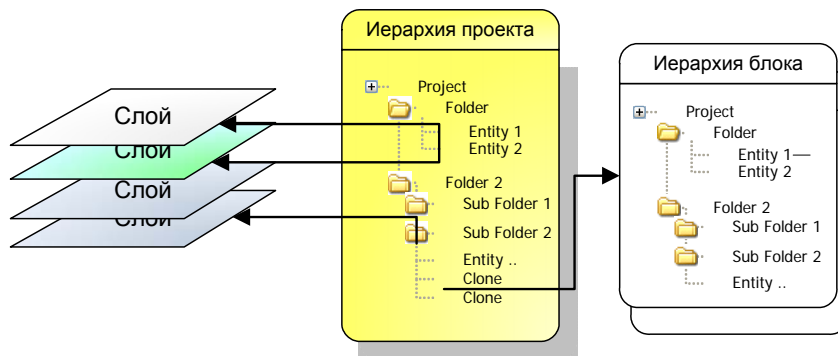 Слой
Слой
Слой
Слой
Иерархия проекта
Project
Folder
Entity 1
Entity 2
Folder 2
Sub Folder 1
Sub Folder 2
Entity ..
Clone
Clone
Иерархия блока
Project
Folder
Entity 1
Entity 2
Folder 2
Sub Folder 1
Sub Folder 2
Entity ..